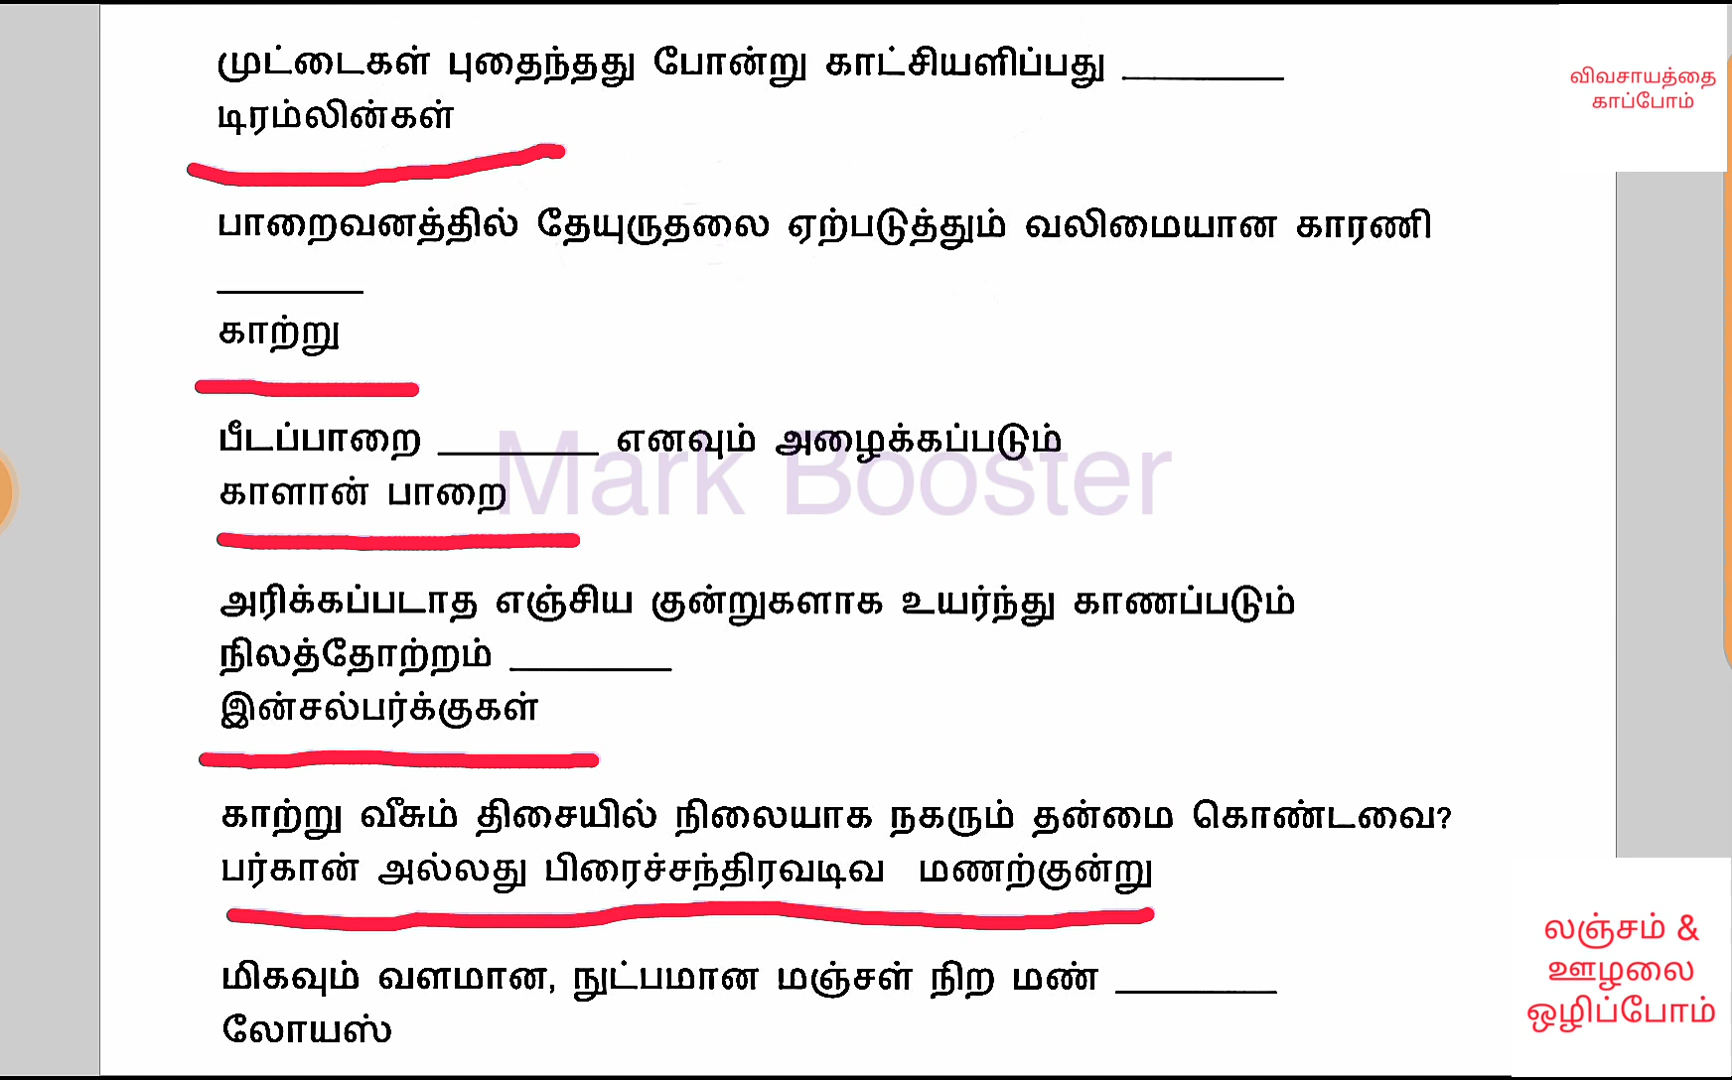 முட்டைகள் புதைந்தது போன்று காட்சியளிப்பது ________
டிரம்லின்கள்
பாறைவனத்தில் தேயுருதலை ஏற்படுத்தும் வலிமையான காரணி
_______
காற்று
பீடப்பாறை ________ எனவும் அழைக்கப்படும்
காளான் பாறை
Mark Booster
அரிக்கப்படாத எஞ்சிய குன்றுகளாக உயர்ந்து காணப்படும்
நிலத்தோற்றம் ________
இன்சல்பர்க்குகள்
காற்று வீசும் திசையில் நிலையாக நகரும் தன்மை கொண்டவை?
பர்கான் அல்லது பிரைச்சந்திரவடிவ மணற்குன்று
மிகவும் வளமான, நுட்பமான மஞ்சள் நிற மண் ________
லோயஸ்
விவசாயத்தை
காப்போம்
லஞ்சம் &
ஊழலை
ஒழிப்போம்